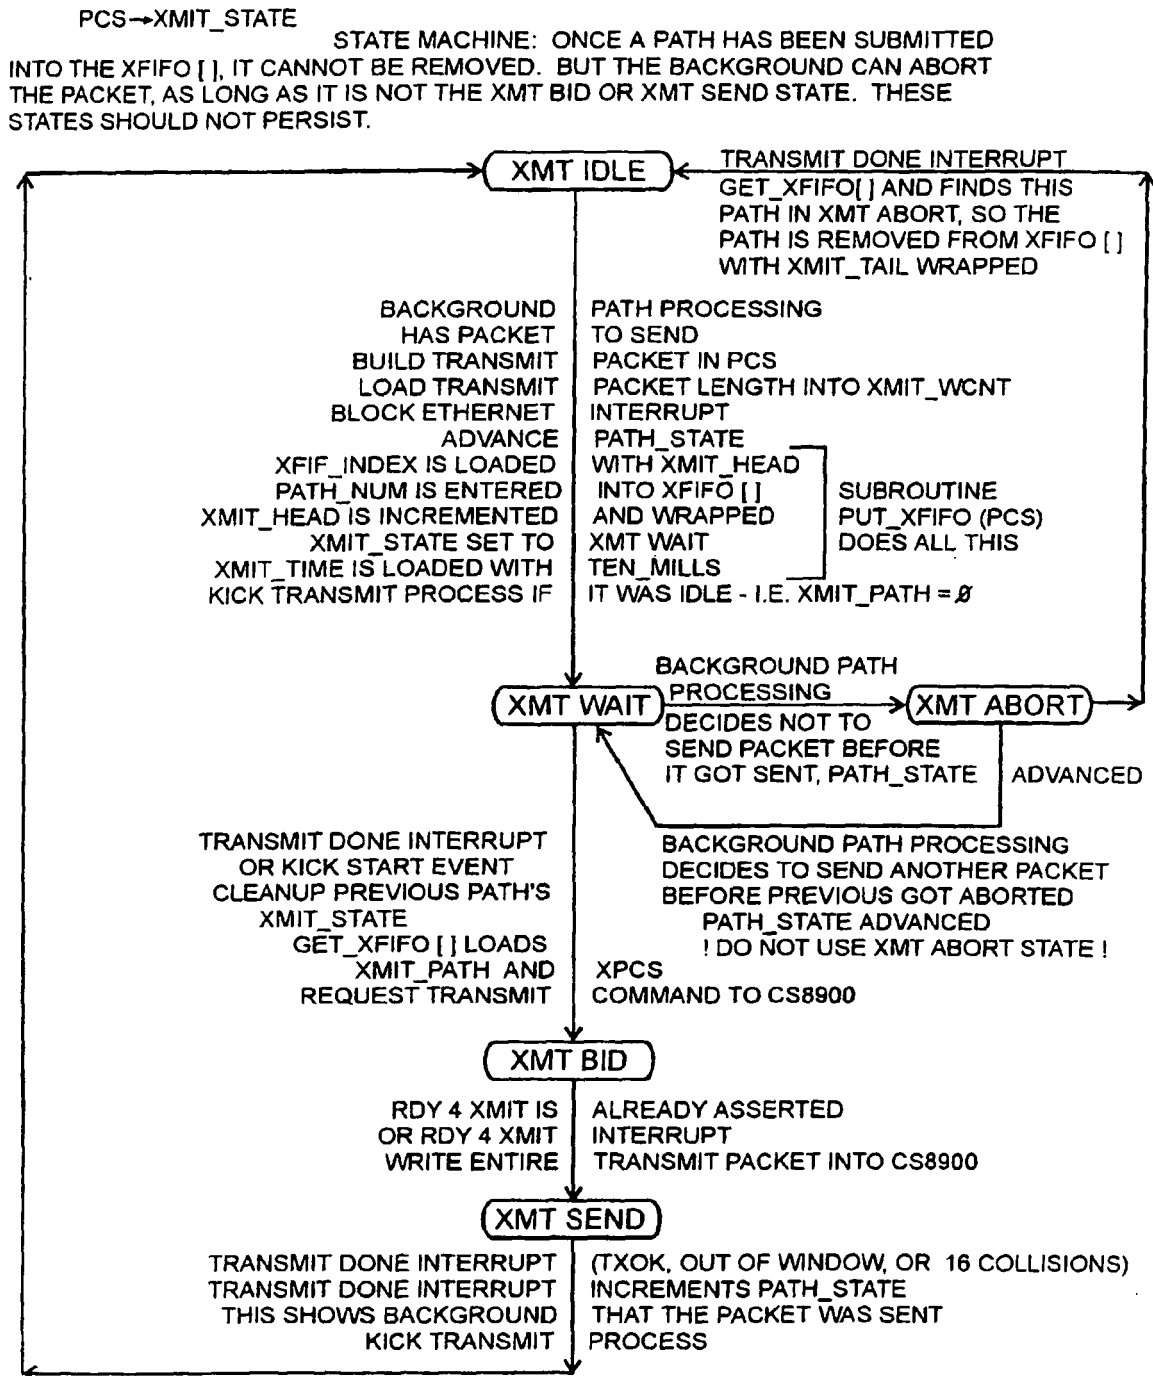 PCS→XMIT_STATE
STATE MACHINE: ONCE A PATH HAS BEEN SUBMITTED
INTO THE XFIFO [ ], IT CANNOT BE REMOVED. BUT THE BACKGROUND CAN ABORT
THE PACKET, AS LONG AS IT IS NOT THE XMT BID OR XMT SEND STATE. THESE
STATES SHOULD NOT PERSIST.
XMT IDLE
TRANSMIT DONE INTERRUPT
GET_XFIFO[ ] AND FINDS THIS
PATH IN XMT ABORT, SO THE
PATH IS REMOVED FROM XFIFO [ ]
WITH XMIT_TAIL WRAPPED
BACKGROUND PATH PROCESSING
HAS PACKET TO SEND
BUILD TRANSMIT PACKET IN PCS
LOAD TRANSMIT PACKET LENGTH INTO XMIT_WCNT
BLOCK ETHERNET INTERRUPT
ADVANCE PATH_STATE
XFIF_INDEX IS LOADED WITH XMIT_HEAD
PATH_NUM IS ENTERED INTO XFIFO [ ]
XMIT_HEAD IS INCREMENTED AND WRAPPED
XMIT_STATE SET TO XMT WAIT
XMIT_TIME IS LOADED WITH TEN_MILLS
KICK TRANSMIT PROCESS IF IT WAS IDLE - I.E. XMIT_PATH = Ø
SUBROUTINE
PUT_XFIFO (PCS)
DOES ALL THIS
XMT WAIT
BACKGROUND PATH
PROCESSING
DECIDES NOT TO
SEND PACKET BEFORE
IT GOT SENT, PATH_STATE ADVANCED
XMT ABORT
BACKGROUND PATH PROCESSING
DECIDES TO SEND ANOTHER PACKET
BEFORE PREVIOUS GOT ABORTED
PATH_STATE ADVANCED
! DO NOT USE XMT ABORT STATE !
TRANSMIT DONE INTERRUPT
OR KICK START EVENT
CLEANUP PREVIOUS PATH'S
XMIT_STATE
GET_XFIFO [ ] LOADS
XMIT_PATH AND XPCS
REQUEST TRANSMIT COMMAND TO CS8900
XMT BID
RDY 4 XMIT IS ALREADY ASSERTED
OR RDY 4 XMIT INTERRUPT
WRITE ENTIRE TRANSMIT PACKET INTO CS8900
XMT SEND
TRANSMIT DONE INTERRUPT (TXOK, OUT OF WINDOW, OR 16 COLLISIONS)
TRANSMIT DONE INTERRUPT INCREMENTS PATH_STATE
THIS SHOWS BACKGROUND THAT THE PACKET WAS SENT
KICK TRANSMIT PROCESS